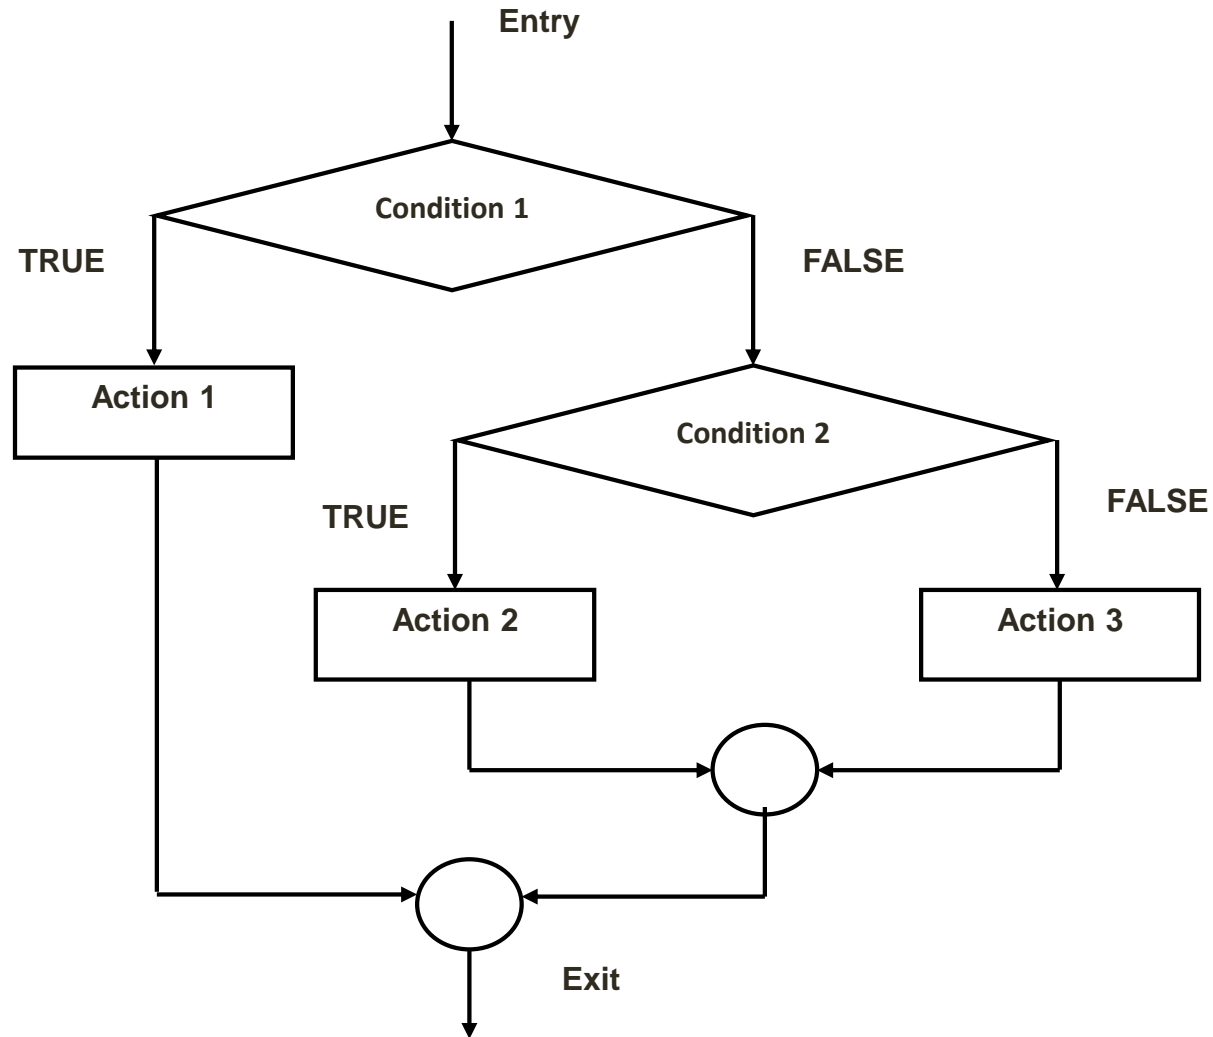 Entry
Condition 1
TRUE
FALSE
Action 1
Condition 2
TRUE
FALSE
Action 2
Action 3
Exit